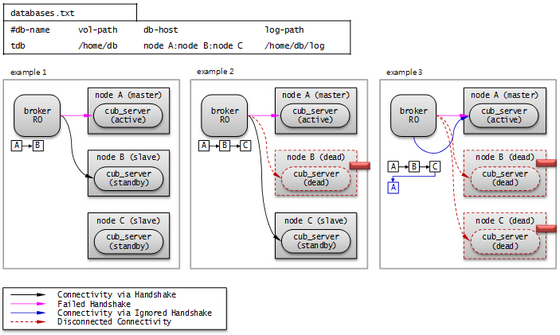 databases.txt
#db-name vol-path db-host log-path
tdb /home/db node A:node B:node C /home/db/log
example 1
broker
RO
A B
node A (master)
cub_server
(active)
node B (slave)
cub_server
(standby)
node C (slave)
cub_server
(standby)
example 2
broker
RO
A B C
node A (master)
cub_server
(active)
node B (dead)
cub_server
(dead)
node C (slave)
cub_server
(standby)
example 3
broker
RO
A B C
A
node A (master)
cub_server
(active)
node B (dead)
cub_server
(dead)
node C (dead)
cub_server
(dead)
Connectivity via Handshake
Failed Handshake
Connectivity via Ignored Handshake
Disconnected Connectivity